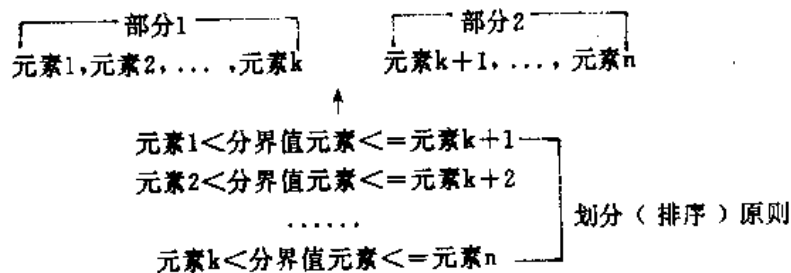 部分1 部分2
元素1,元素2, ... ,元素k 元素k+1, ..., 元素n
元素1<分界值元素<=元素k+1
元素2<分界值元素<=元素k+2
......
划分（排序）原则
元素k<分界值元素<=元素n